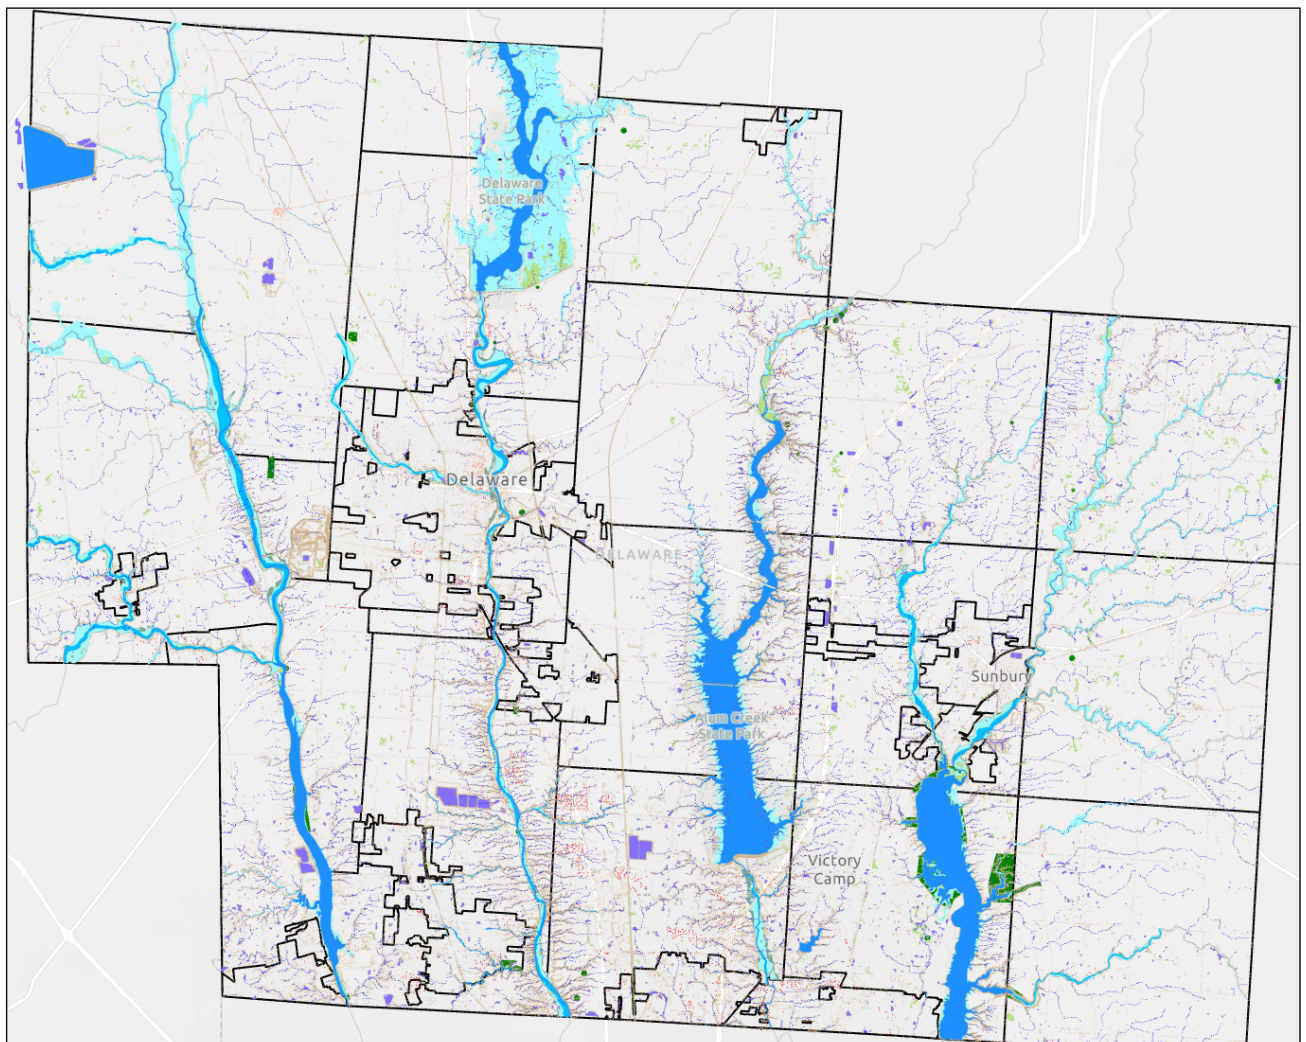 Delaware
State Park
Delaware
DELAWARE
Sunbury
Alum Creek
State Park
Victory
Camp